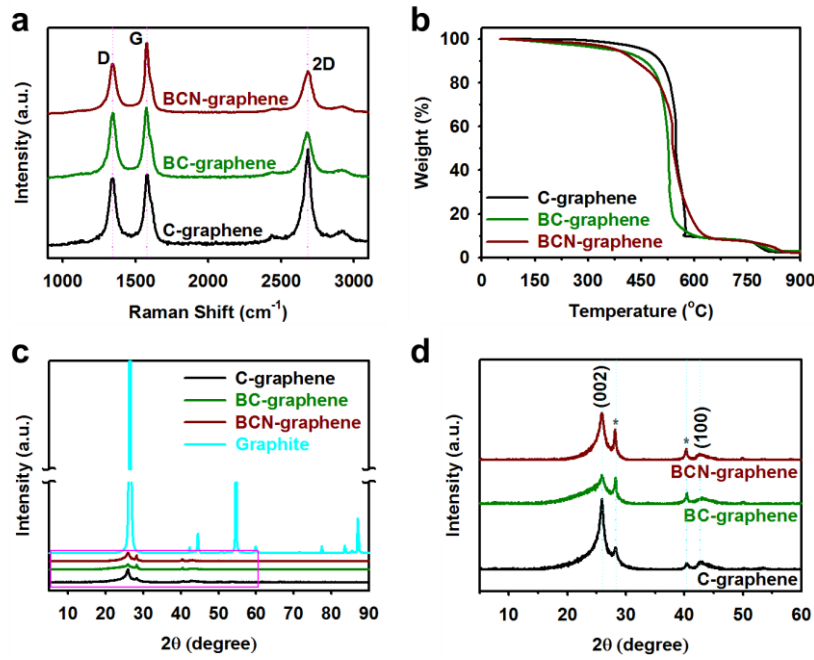 a
D
G
2D
BCN-graphene
BC-graphene
C-graphene
Intensity (a.u.)
900 1500 2000 2500 3000
Raman Shift (cm-1)
b
100
80
60
40
20
0
Weight (%)
C-graphene
BC-graphene
BCN-graphene
0 150 300 450 600 750 900
Temperature (oC)
c
C-graphene
BC-graphene
BCN-graphene
Graphite
Intensity (a.u.)
10 20 30 40 50 60 70 80 90
2θ (degree)
d
(002)
*
*
(100)
BCN-graphene
BC-graphene
C-graphene
Intensity (a.u.)
10 20 30 40 50 60
2θ (degree)